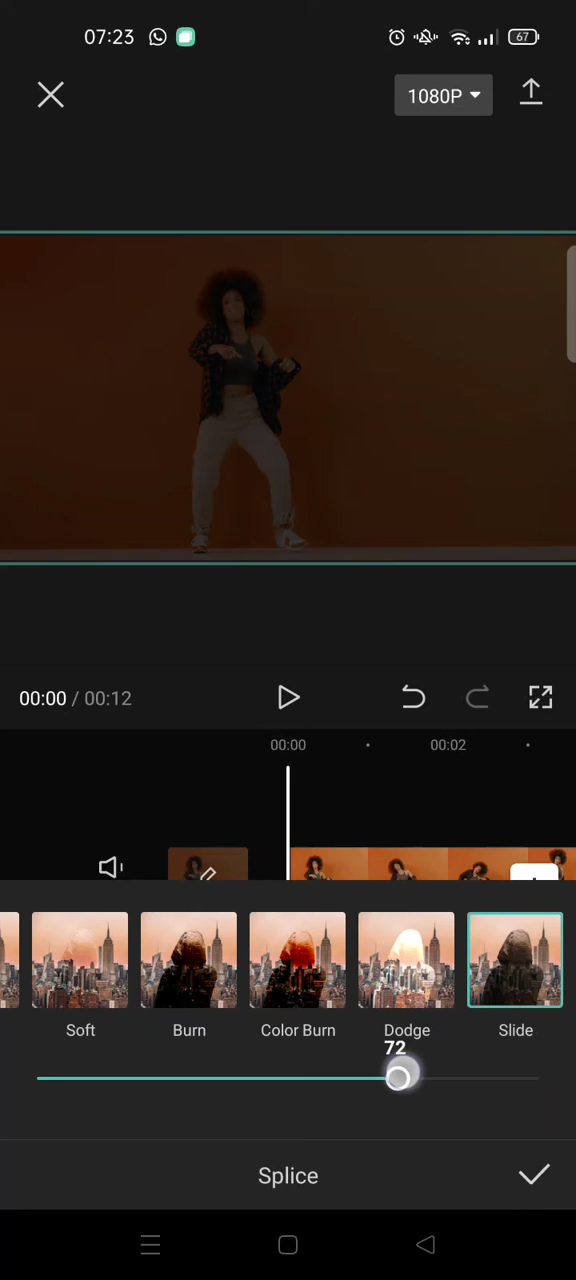 07:23
67
1080P
00:00 / 00:12
00:00
00:02
Soft
Burn
Color Burn
Dodge
Slide
72
Splice